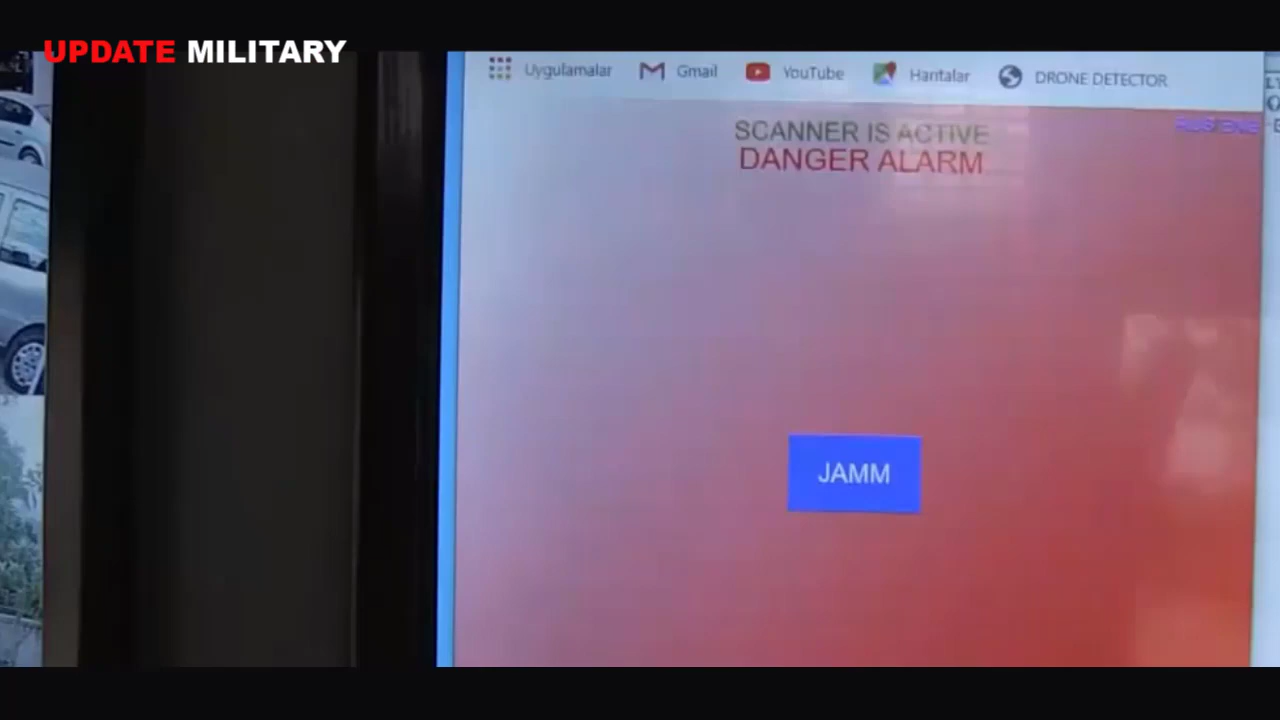 UPDATE MILITARY
Uygulamalar Gmail YouTube Haritalar DRONE DETECTOR
SCANNER IS ACTIVE
DANGER ALARM
JAMM